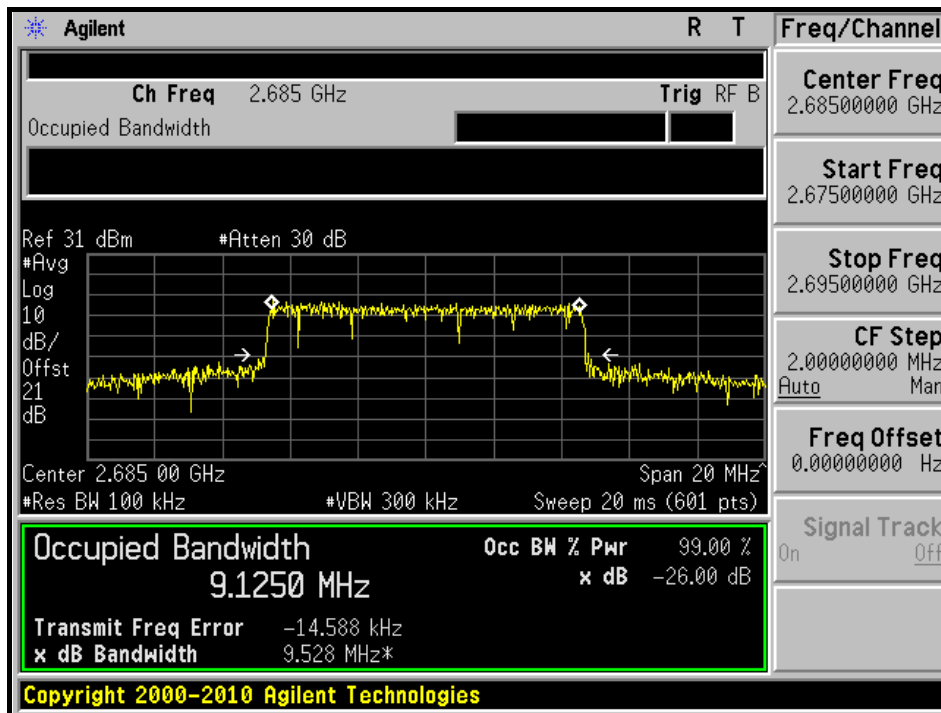 Agilent R T
Ch Freq 2.685 GHz Trig RF B
Occupied Bandwidth
Ref 31 dBm #Atten 30 dB
#Avg
Log
10
dB/
Offst
21
dB
Center 2.685 00 GHz Span 20 MHz^
#Res BW 100 kHz #VBW 300 kHz Sweep 20 ms (601 pts)
Occupied Bandwidth Occ BW % Pwr 99.00 %
9.1250 MHz x dB -26.00 dB
Transmit Freq Error -14.588 kHz
x dB Bandwidth 9.528 MHz*
Copyright 2000-2010 Agilent Technologies
Freq/Channel
Center Freq
2.68500000 GHz
Start Freq
2.67500000 GHz
Stop Freq
2.69500000 GHz
CF Step
2.00000000 MHz
Auto Man
Freq Offset
0.00000000 Hz
Signal Track
On Off